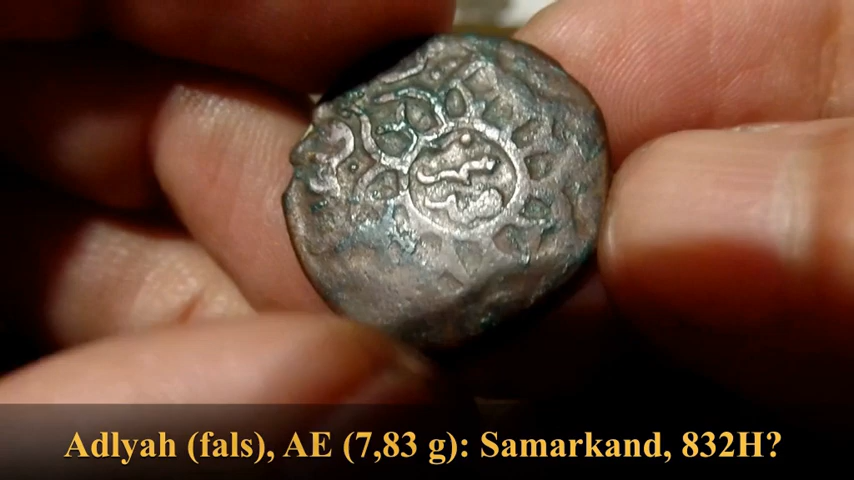 Adlyah (fals), AE (7,83 g): Samarkand, 832H?